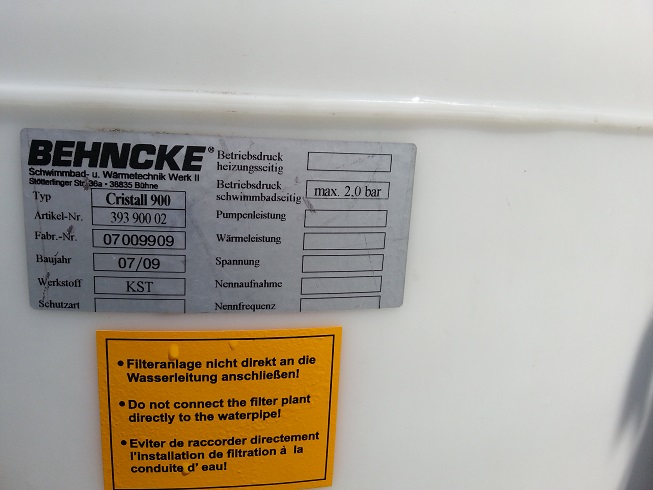 BEHNCKE®
Schwimmbad- u. Wärmetechnik Werk II
Stötterlinger Str. 36a - 38835 Bühne
Typ Cristall 900
Artikel-Nr. 393 900 02
Fabr.-Nr. 07009909
Baujahr 07/09
Werkstoff KST
Schutzart
Betriebsdruck
heizungsseitig
Betriebsdruck
schwimmbadseitig max. 2,0 bar
Pumpenleistung
Wärmeleistung
Spannung
Nennaufnahme
Nennfrequenz
• Filteranlage nicht direkt an die
Wasserleitung anschließen!
• Do not connect the filter plant
directly to the waterpipe!
• Eviter de raccorder directement
l'installation de filtration à la
conduite d' eau!